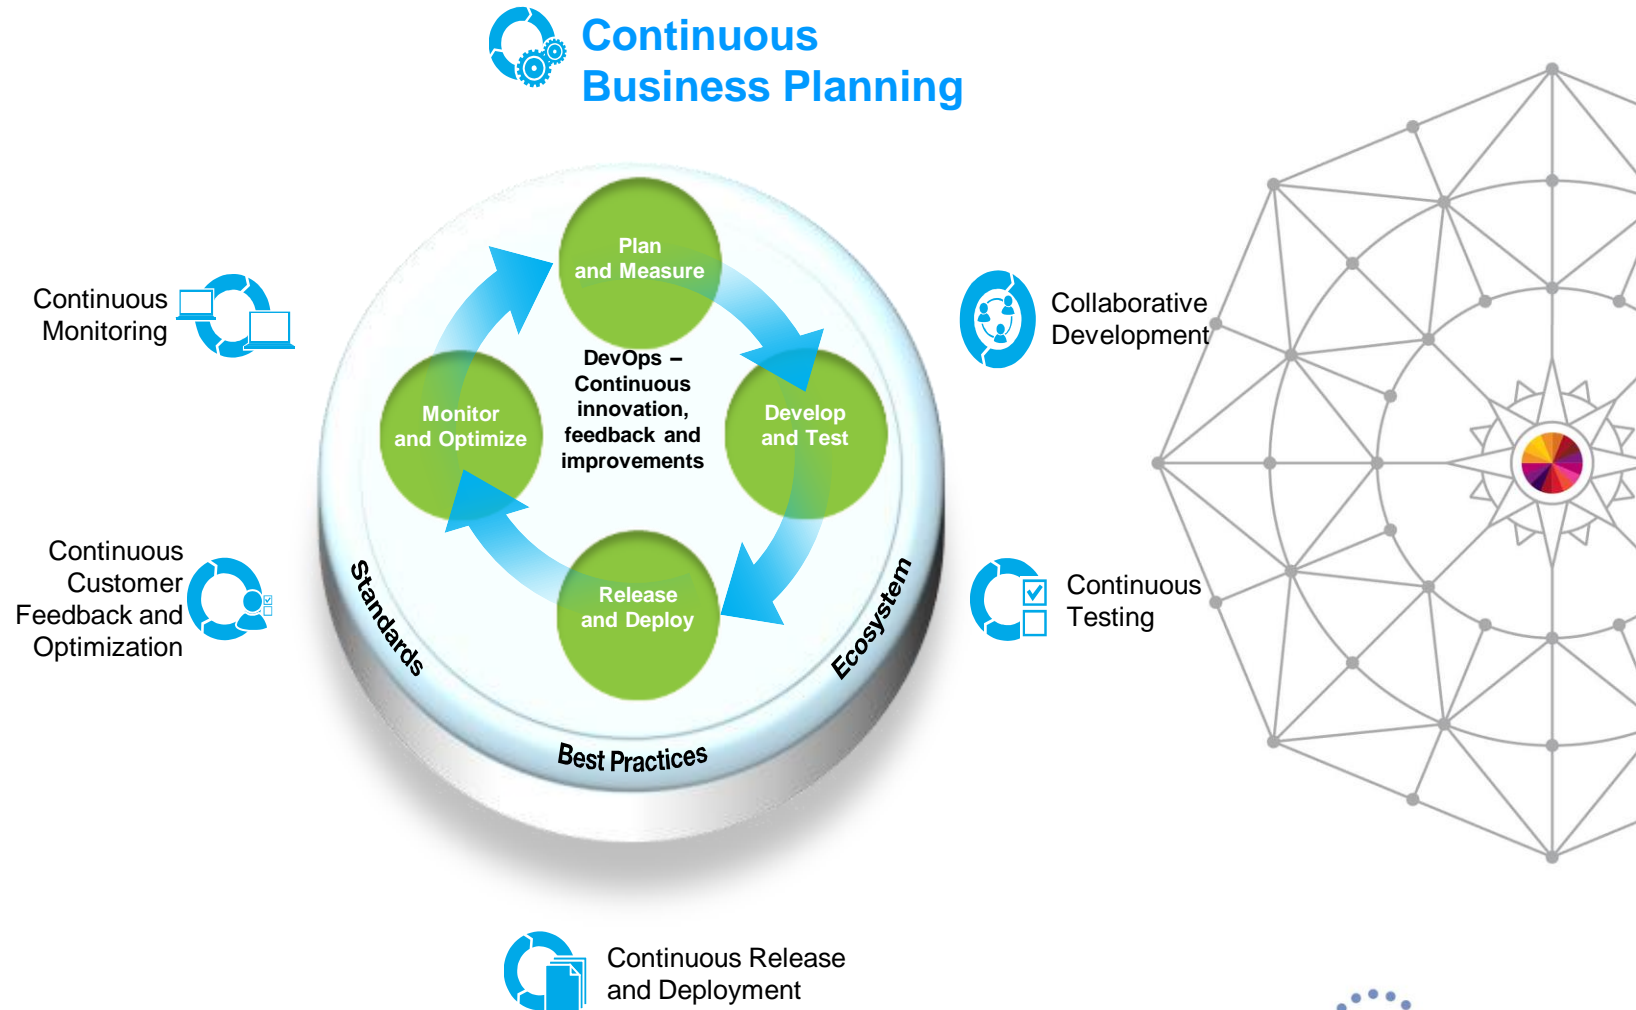 Continuous
Business Planning
Plan
and Measure
Continuous
Monitoring
Collaborative
Development
DevOps –
Continuous
innovation,
feedback and
improvements
Monitor
and Optimize
Develop
and Test
Continuous
Customer
Feedback and
Optimization
Release
and Deploy
Continuous
Testing
Standards
Ecosystem
Best Practices
Continuous Release
and Deployment